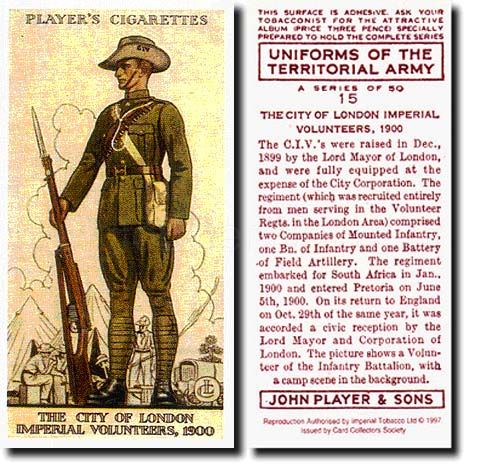 PLAYER'S CIGARETTES
CIV
THE CITY OF LONDON
IMPERIAL VOLUNTEERS, 1900
THIS SURFACE IS ADHESIVE. ASK YOUR
TOBACCONIST FOR THE ATTRACTIVE
ALBUM (PRICE THREE PENCE) SPECIALLY
PREPARED TO HOLD THE COMPLETE SERIES
UNIFORMS OF THE
TERRITORIAL ARMY
A SERIES OF 50
15
THE CITY OF LONDON IMPERIAL
VOLUNTEERS, 1900
The C.I.V.'s were raised in Dec.,
1899 by the Lord Mayor of London,
and were fully equipped at the
expense of the City Corporation. The
regiment (which was recruited entirely
from men serving in the Volunteer
Regts. in the London Area) comprised
two Companies of Mounted Infantry,
one Bn. of Infantry and one Battery
of Field Artillery. The regiment
embarked for South Africa in Jan.,
1900 and entered Pretoria on June
5th, 1900. On its return to England
on Oct. 29th of the same year, it was
accorded a civic reception by the
Lord Mayor and Corporation of
London. The picture shows a Volun-
teer of the Infantry Battalion, with
a camp scene in the background.
JOHN PLAYER & SONS
Reproduction Authorised by Imperial Tobacco Ltd © 1997
Issued by Card Collectors Society